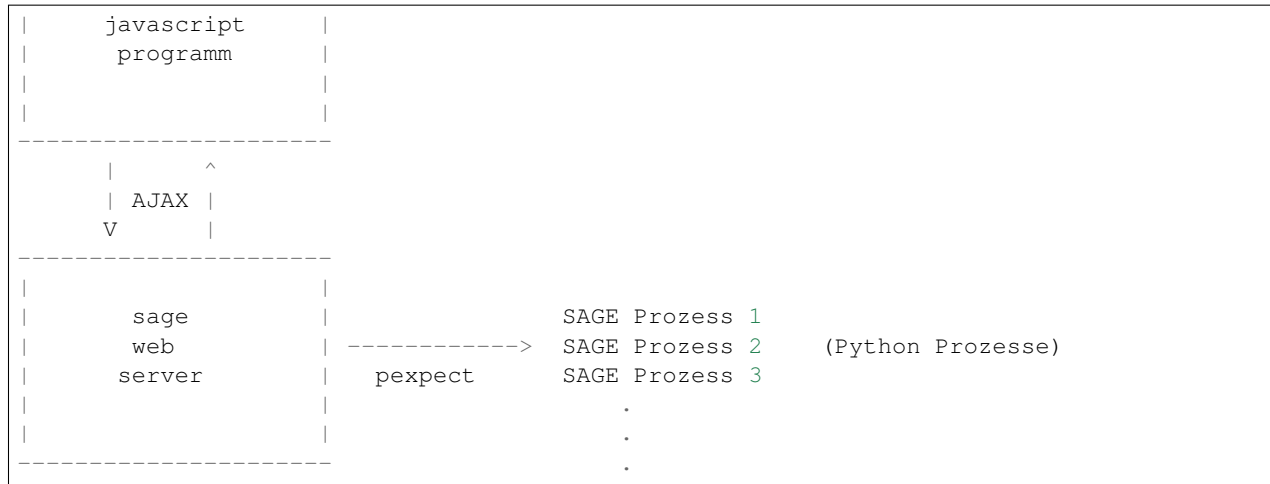 |      javascript      |
|       programm       |
|                      |
|                      |
-----------------------
      |      ^
      | AJAX |
      V      |
-----------------------
|                      |
|        sage          |                SAGE Prozess 1
|        web           | ------------>  SAGE Prozess 2    (Python Prozesse)
|       server         |   pexpect      SAGE Prozess 3
|                      |                    .
|                      |                    .
-----------------------                     .